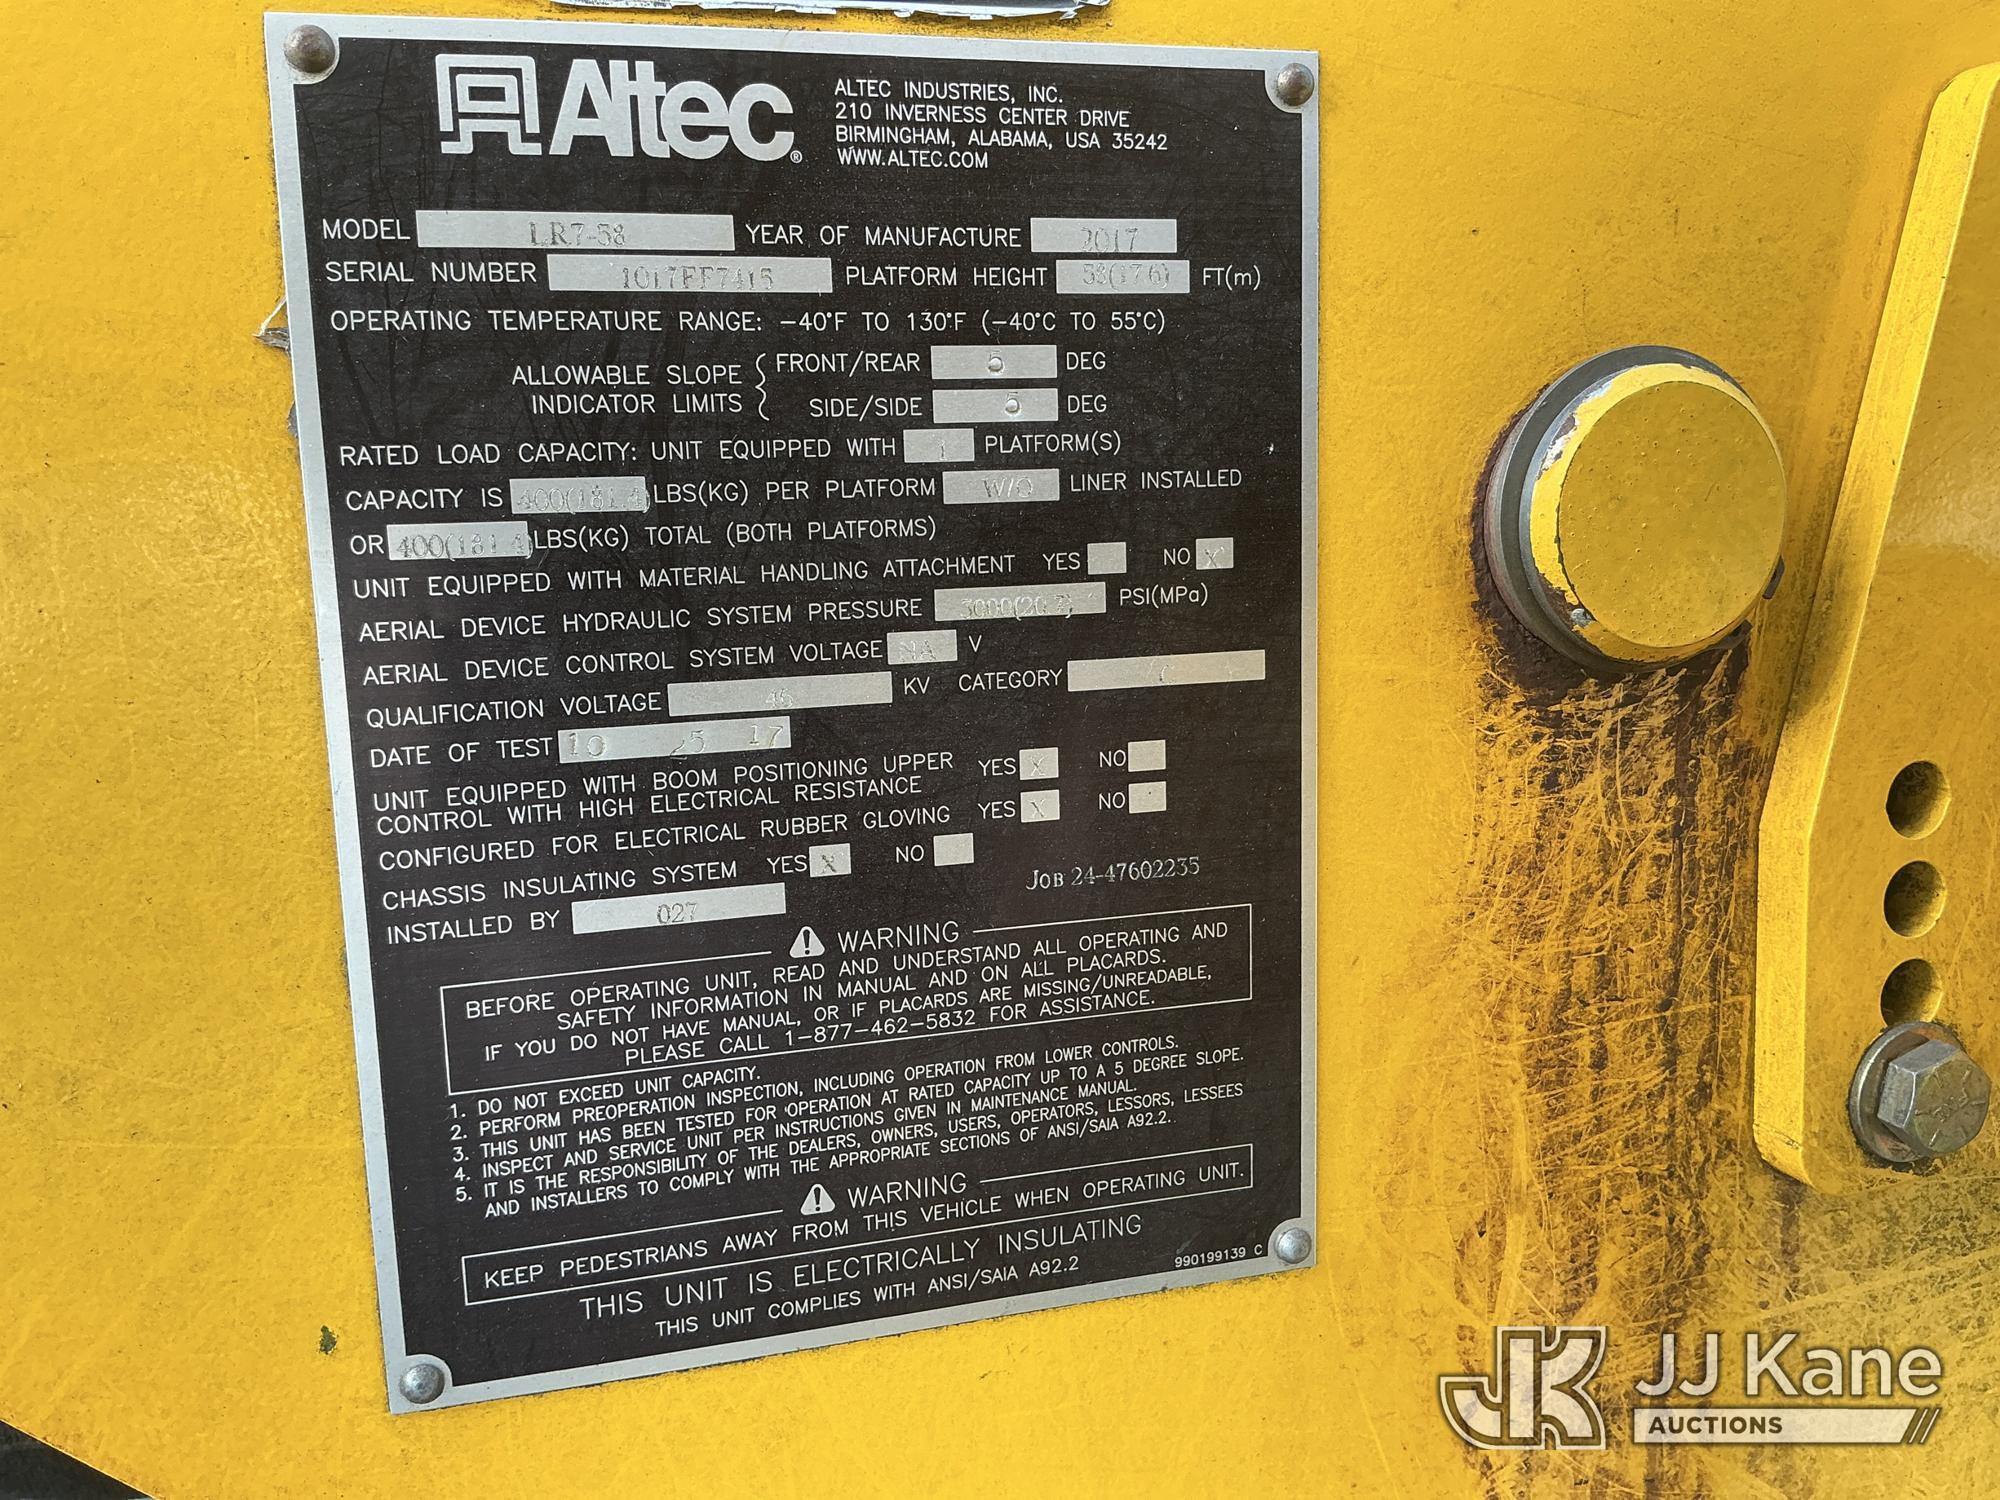 Altec®
ALTEC INDUSTRIES, INC.
210 INVERNESS CENTER DRIVE
BIRMINGHAM, ALABAMA, USA 35242
WWW.ALTEC.COM
MODEL LR7-58 YEAR OF MANUFACTURE 2017
SERIAL NUMBER 1017FF7415 PLATFORM HEIGHT 58(17.6) FT(m)
OPERATING TEMPERATURE RANGE: -40°F TO 130°F (-40°C TO 55°C)
ALLOWABLE SLOPE INDICATOR LIMITS
FRONT/REAR 5 DEG
SIDE/SIDE 5 DEG
RATED LOAD CAPACITY: UNIT EQUIPPED WITH 1 PLATFORM(S)
CAPACITY IS 400(181.4) LBS(KG) PER PLATFORM W/O LINER INSTALLED
OR 400(181.4) LBS(KG) TOTAL (BOTH PLATFORMS)
UNIT EQUIPPED WITH MATERIAL HANDLING ATTACHMENT YES NO X
AERIAL DEVICE HYDRAULIC SYSTEM PRESSURE 3000(20.7) PSI(MPa)
AERIAL DEVICE CONTROL SYSTEM VOLTAGE NA V
QUALIFICATION VOLTAGE 46 KV CATEGORY C
DATE OF TEST 10 25 17
UNIT EQUIPPED WITH BOOM POSITIONING UPPER
CONTROL WITH HIGH ELECTRICAL RESISTANCE YES X NO
CONFIGURED FOR ELECTRICAL RUBBER GLOVING YES X NO
CHASSIS INSULATING SYSTEM YES X NO
INSTALLED BY 027
JOB 24-47602235
WARNING
BEFORE OPERATING UNIT, READ AND UNDERSTAND ALL OPERATING AND
SAFETY INFORMATION IN MANUAL AND ON ALL PLACARDS.
IF YOU DO NOT HAVE MANUAL, OR IF PLACARDS ARE MISSING/UNREADABLE,
PLEASE CALL 1-877-462-5832 FOR ASSISTANCE.
1. DO NOT EXCEED UNIT CAPACITY.
2. PERFORM PREOPERATION INSPECTION, INCLUDING OPERATION FROM LOWER CONTROLS.
3. THIS UNIT HAS BEEN TESTED FOR OPERATION AT RATED CAPACITY UP TO A 5 DEGREE SLOPE.
4. INSPECT AND SERVICE UNIT PER INSTRUCTIONS GIVEN IN MAINTENANCE MANUAL.
5. IT IS THE RESPONSIBILITY OF THE DEALERS, OWNERS, USERS, OPERATORS, LESSORS, LESSEES
AND INSTALLERS TO COMPLY WITH THE APPROPRIATE SECTIONS OF ANSI/SAIA A92.2.
WARNING
KEEP PEDESTRIANS AWAY FROM THIS VEHICLE WHEN OPERATING UNIT.
THIS UNIT IS ELECTRICALLY INSULATING
THIS UNIT COMPLIES WITH ANSI/SAIA A92.2
990199139 C
JK JJ Kane
AUCTIONS